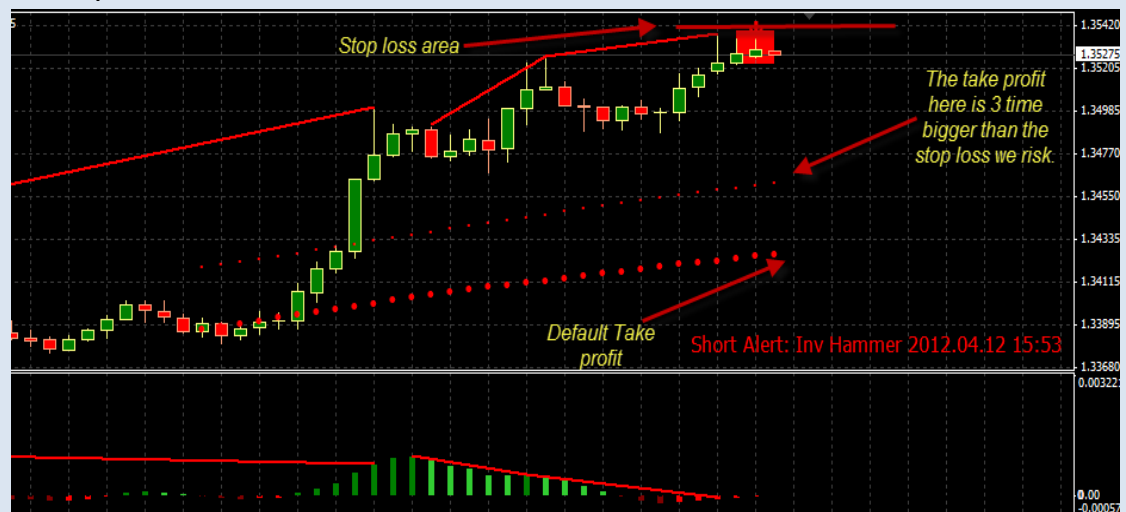 1.35420
Stop loss area
1.35275
1.35205
The take profit
here is 3 time
bigger than the
stop loss we risk.
1.34985
1.34770
1.34550
1.34335
1.34115
Default Take
profit
1.33895
Short Alert: Inv Hammer 2012.04.12 15:53
1.33680
0.00322
0.00
-0.00057